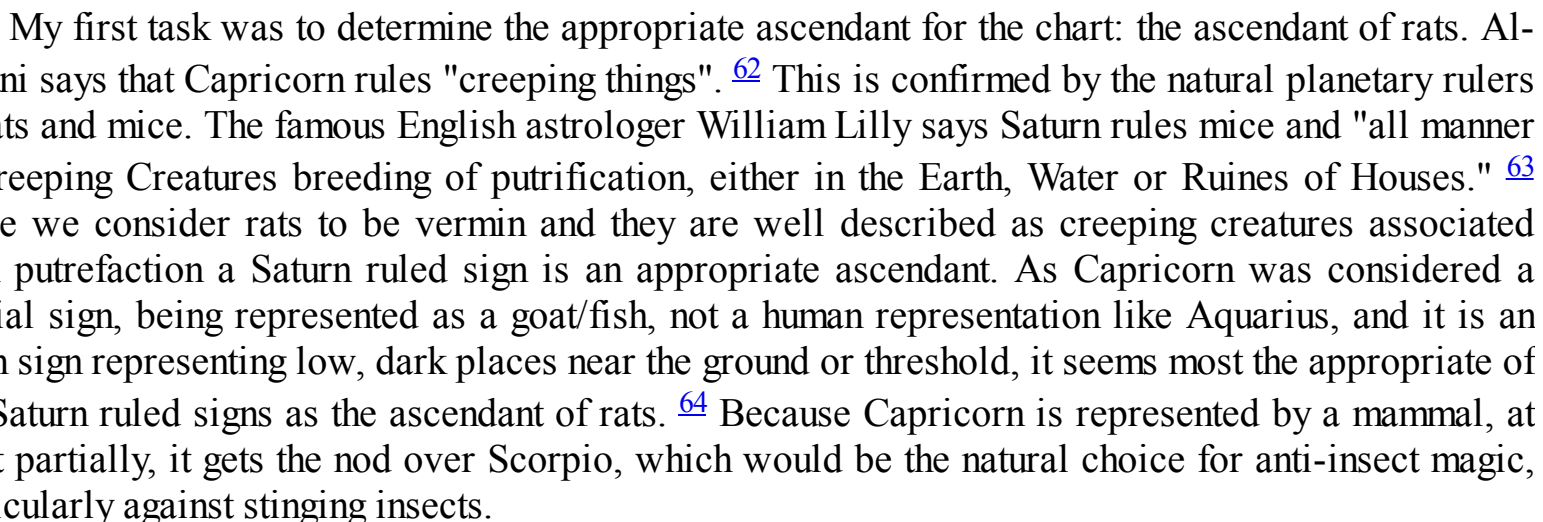 My first task was to determine the appropriate ascendant for the chart: the ascendant of rats. Al-
ni says that Capricorn rules "creeping things". 62 This is confirmed by the natural planetary rulers
ats and mice. The famous English astrologer William Lilly says Saturn rules mice and "all manner
reeping Creatures breeding of putrification, either in the Earth, Water or Ruines of Houses." 63
e we consider rats to be vermin and they are well described as creeping creatures associated
putrefaction a Saturn ruled sign is an appropriate ascendant. As Capricorn was considered a
ial sign, being represented as a goat/fish, not a human representation like Aquarius, and it is an
h sign representing low, dark places near the ground or threshold, it seems most the appropriate of
Saturn ruled signs as the ascendant of rats. 64 Because Capricorn is represented by a mammal, at
t partially, it gets the nod over Scorpio, which would be the natural choice for anti-insect magic,
icularly against stinging insects.